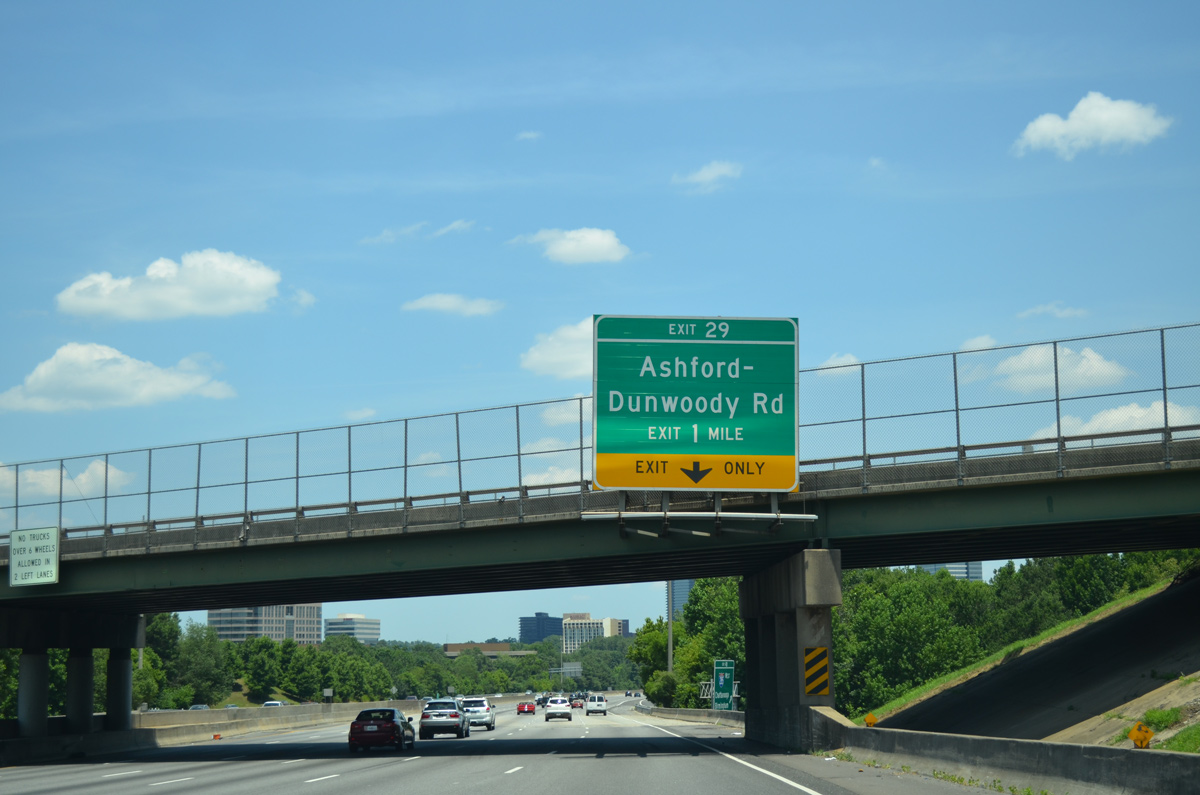 EXIT 29
Ashford-
Dunwoody Rd
EXIT 1 MILE
EXIT ONLY
NO TRUCKS
OVER 6 WHEELS
ALLOWED IN
2 LEFT LANES